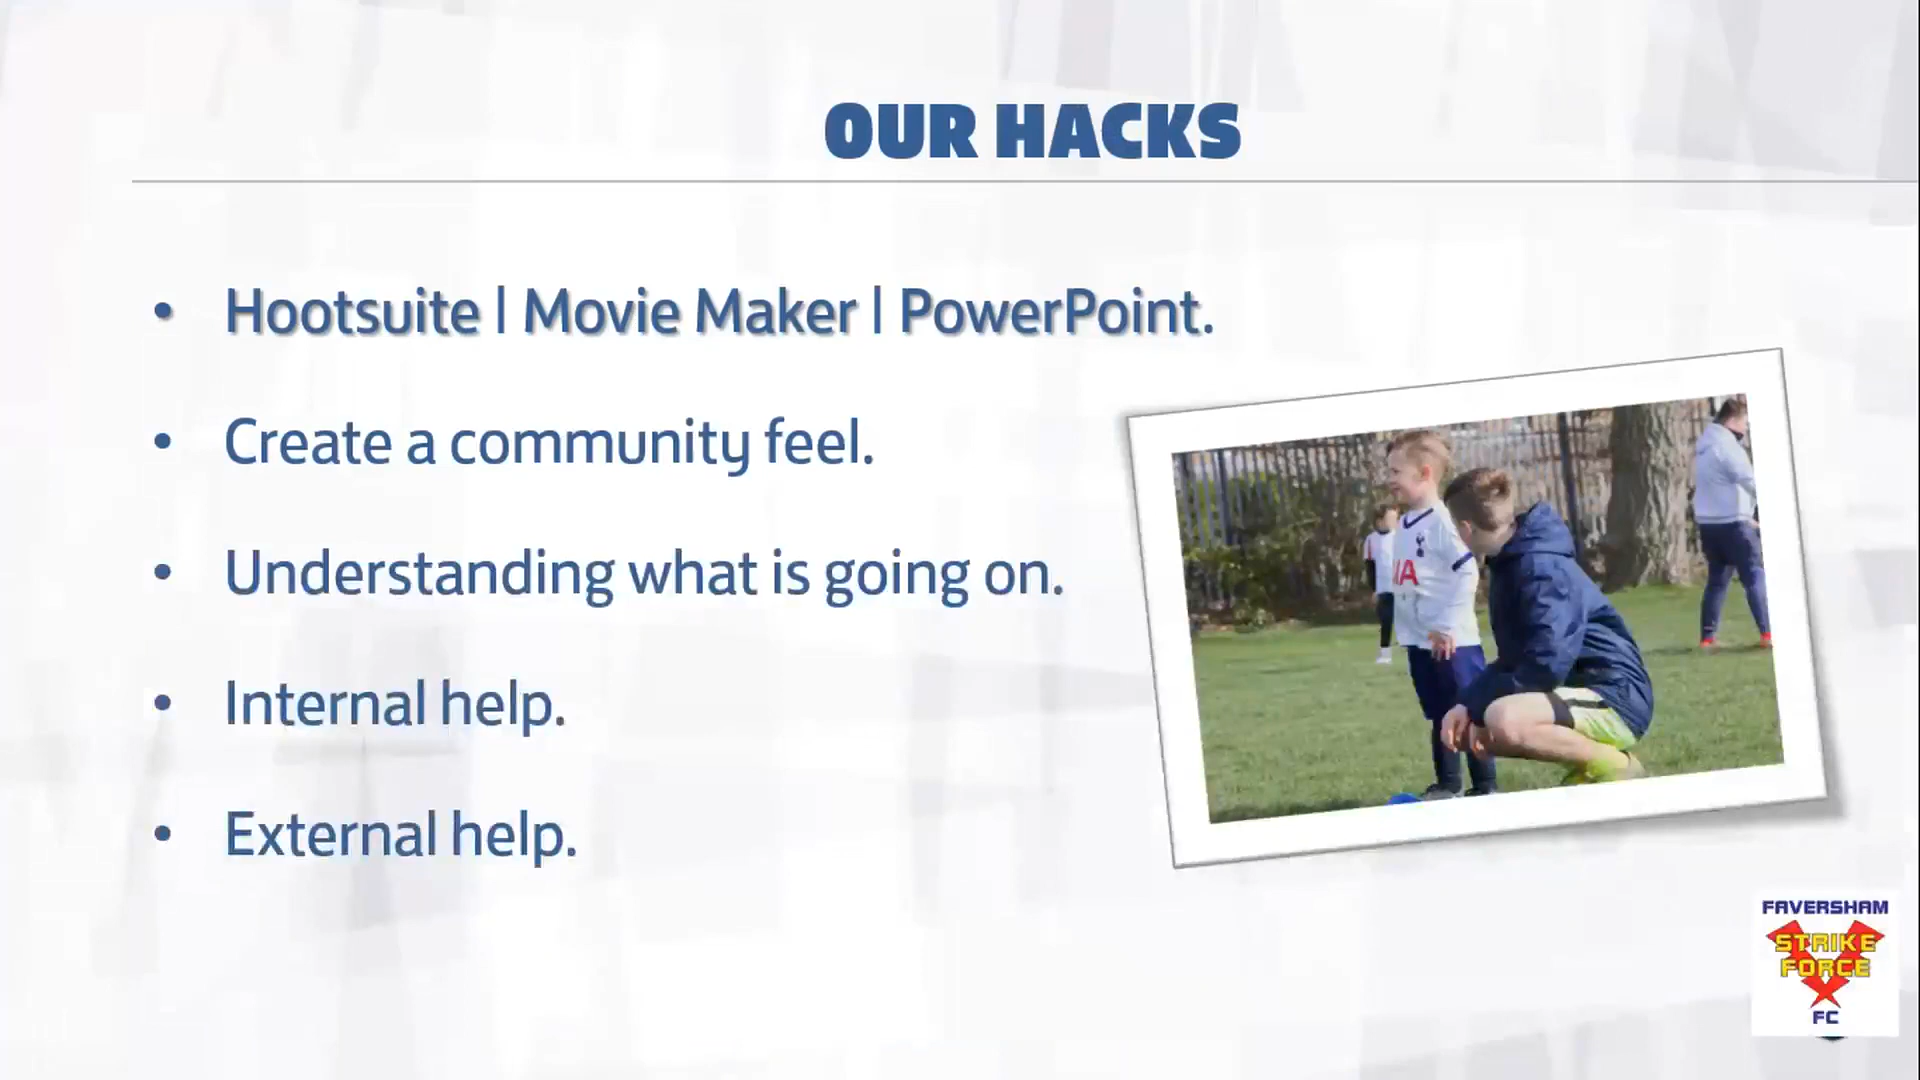 OUR HACKS
• Hootsuite | Movie Maker | PowerPoint.
• Create a community feel.
• Understanding what is going on.
• Internal help.
• External help.
IA
FAVERSHAM
STRIKE
FORCE
FC